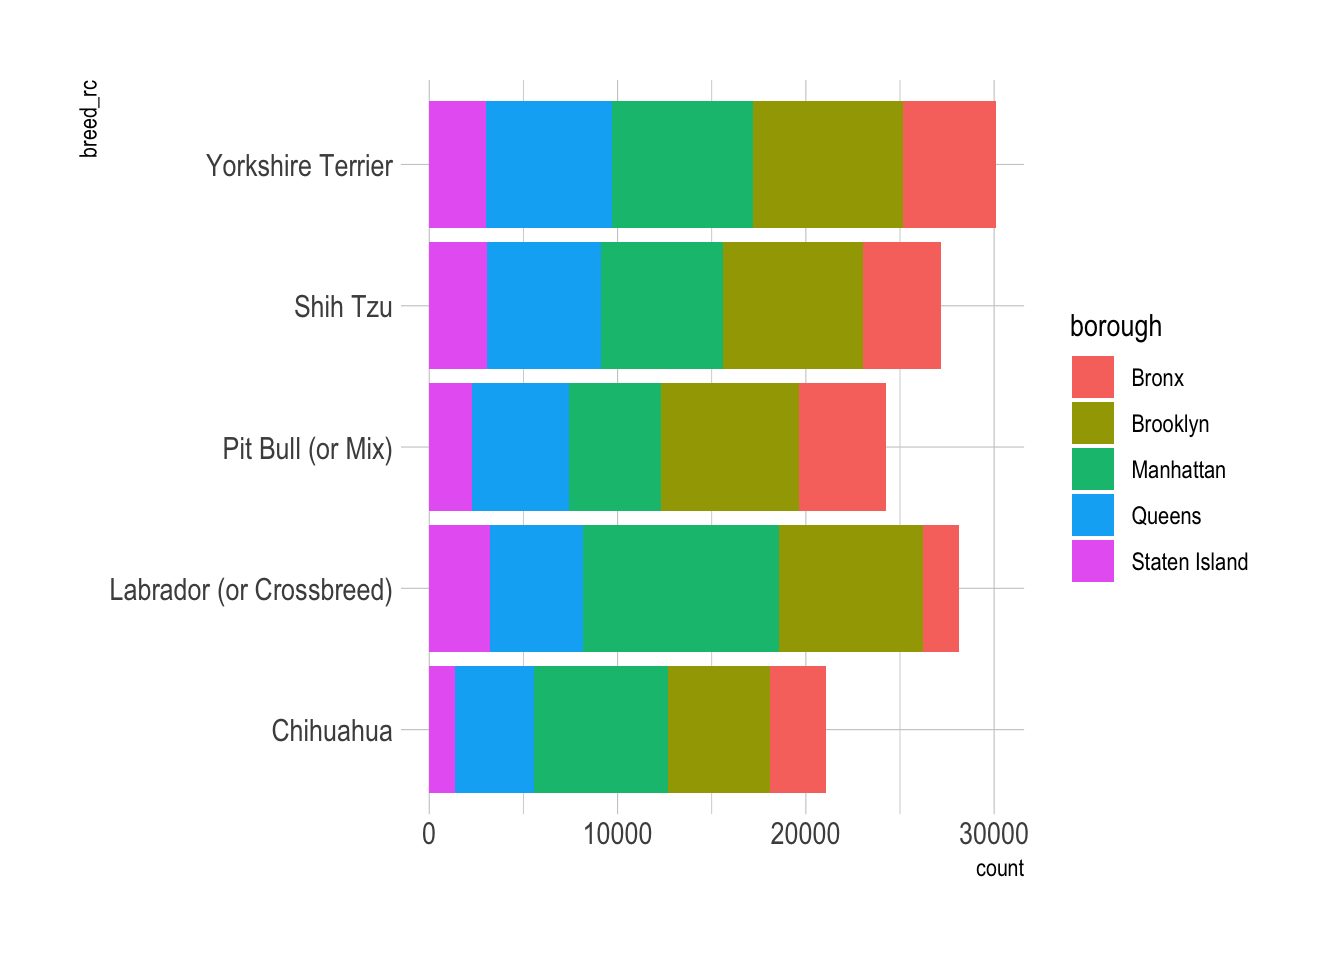 breed_rc
Yorkshire Terrier
Shih Tzu
Pit Bull (or Mix)
Labrador (or Crossbreed)
Chihuahua
0 10000 20000 30000
count
borough
Bronx
Brooklyn
Manhattan
Queens
Staten Island